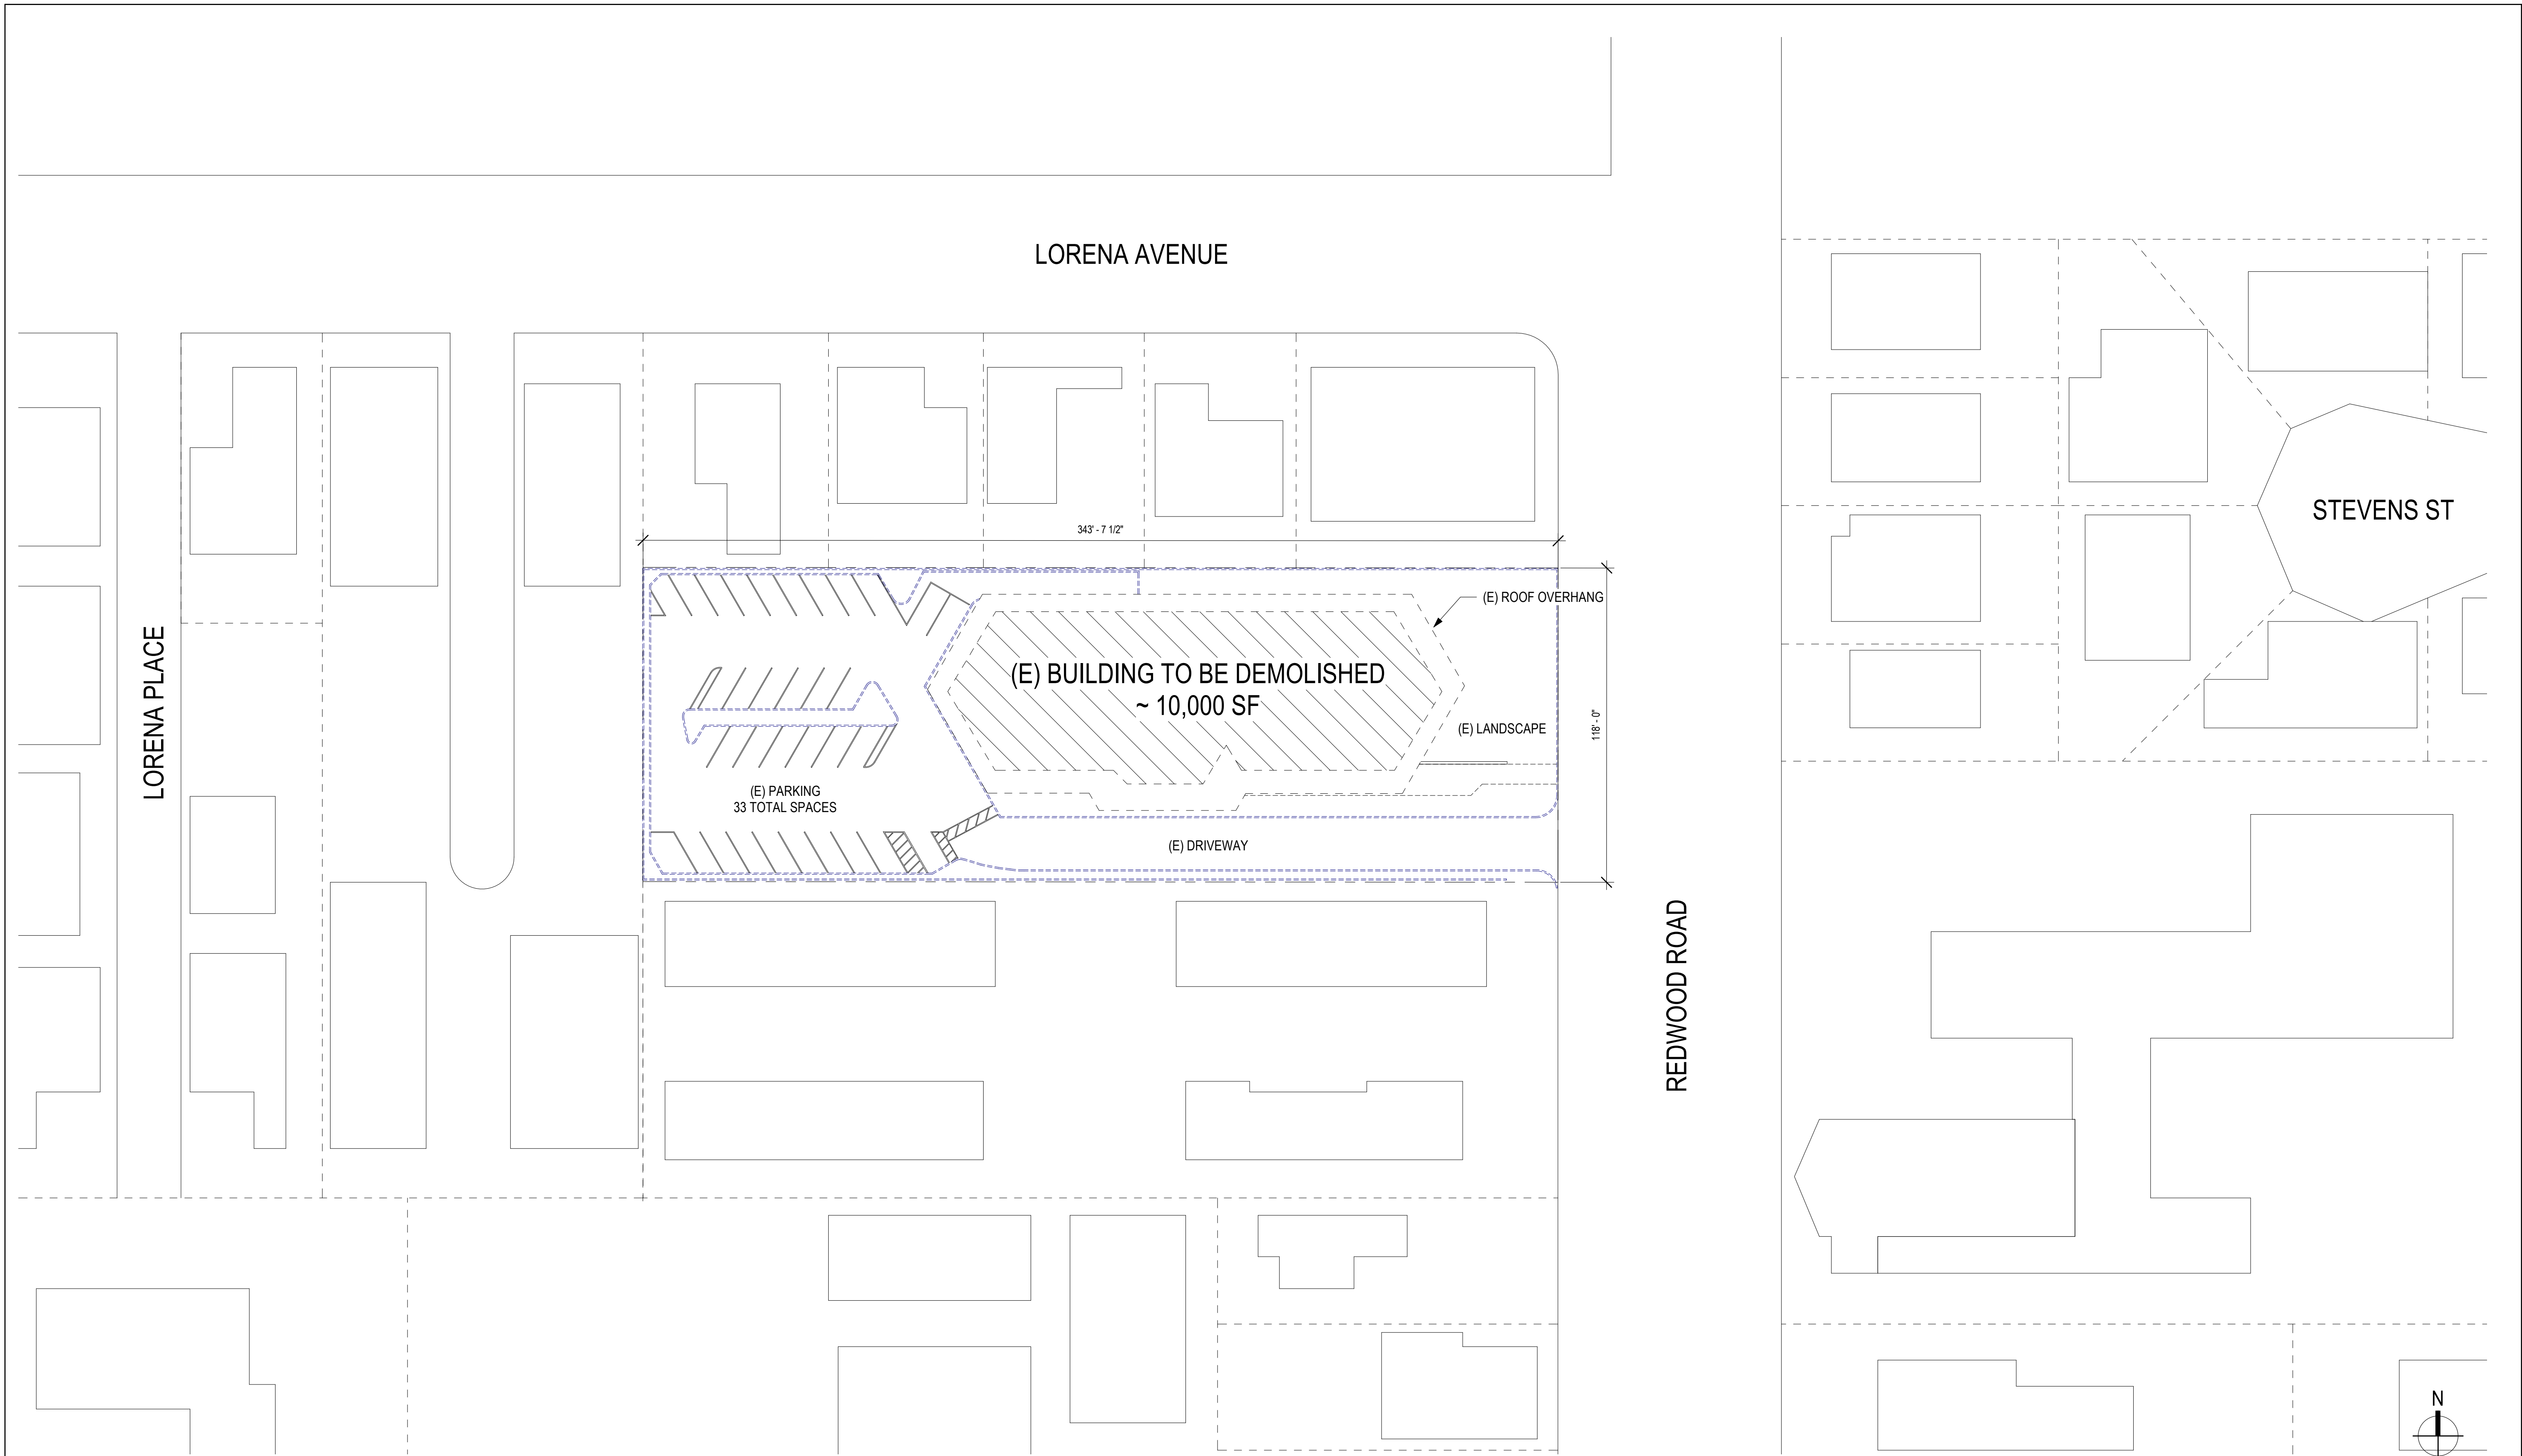 LORENA AVENUE
STEVENS ST
343' - 7 1/2"
(E) ROOF OVERHANG
(E) BUILDING TO BE DEMOLISHED
~ 10,000 SF
(E) LANDSCAPE
118' - 0"
LORENA PLACE
(E) PARKING
33 TOTAL SPACES
(E) DRIVEWAY
REDWOOD ROAD
N